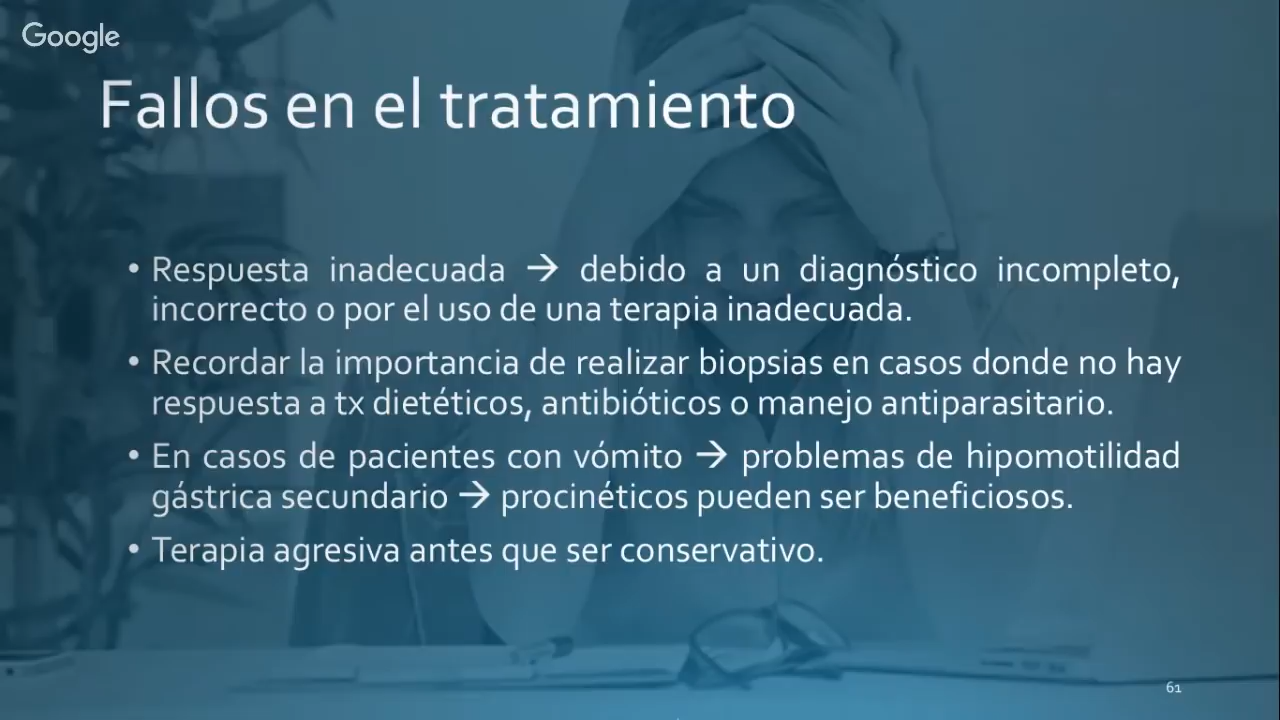 Google
Fallos en el tratamiento
• Respuesta inadecuada → debido a un diagnóstico incompleto,
incorrecto o por el uso de una terapia inadecuada.
• Recordar la importancia de realizar biopsias en casos donde no hay
respuesta a tx dietéticos, antibióticos o manejo antiparasitario.
• En casos de pacientes con vómito → problemas de hipomotilidad
gástrica secundario → procinéticos pueden ser beneficiosos.
• Terapia agresiva antes que ser conservativo.
61